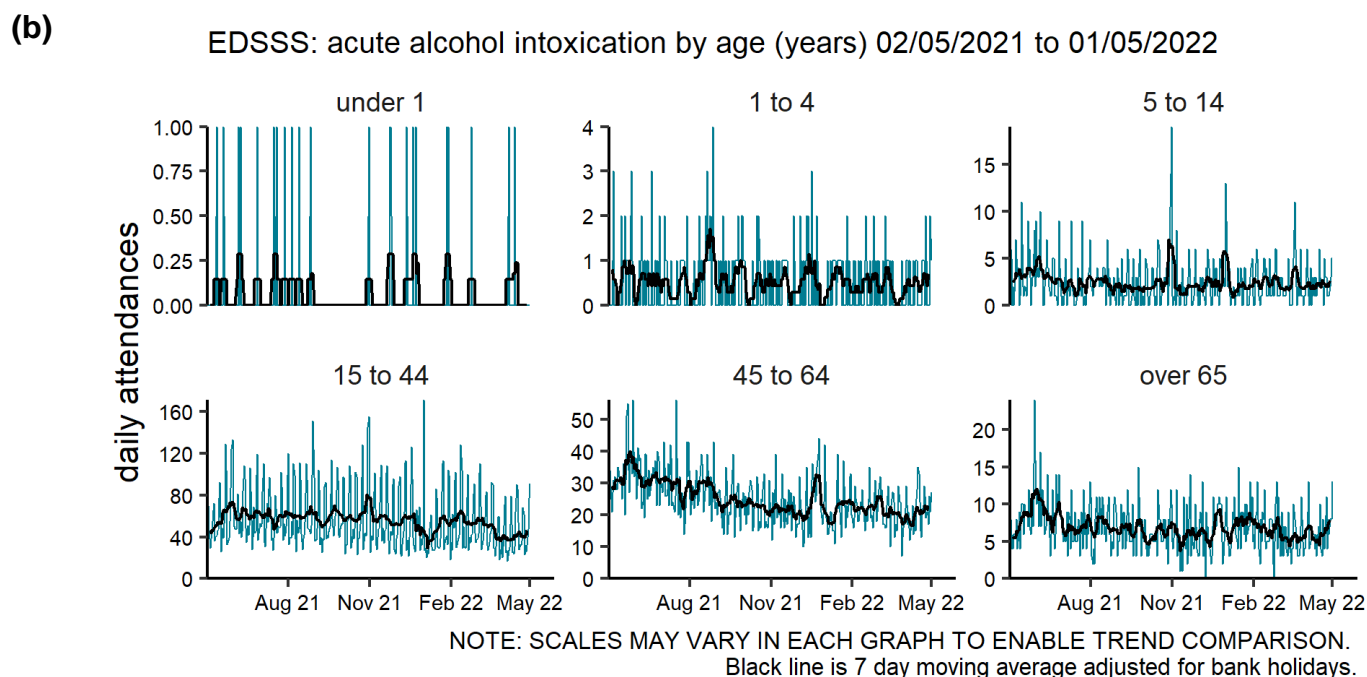 (b)
EDSSS: acute alcohol intoxication by age (years) 02/05/2021 to 01/05/2022
under 1
1 to 4
5 to 14
1.00
0.75
0.50
0.25
0.00
4
3
2
1
0
15
10
5
0
daily attendances
15 to 44
45 to 64
over 65
160
120
80
40
0
50
40
30
20
10
0
20
15
10
5
0
Aug 21 Nov 21 Feb 22 May 22
Aug 21 Nov 21 Feb 22 May 22
Aug 21 Nov 21 Feb 22 May 22
NOTE: SCALES MAY VARY IN EACH GRAPH TO ENABLE TREND COMPARISON.
Black line is 7 day moving average adjusted for bank holidays.